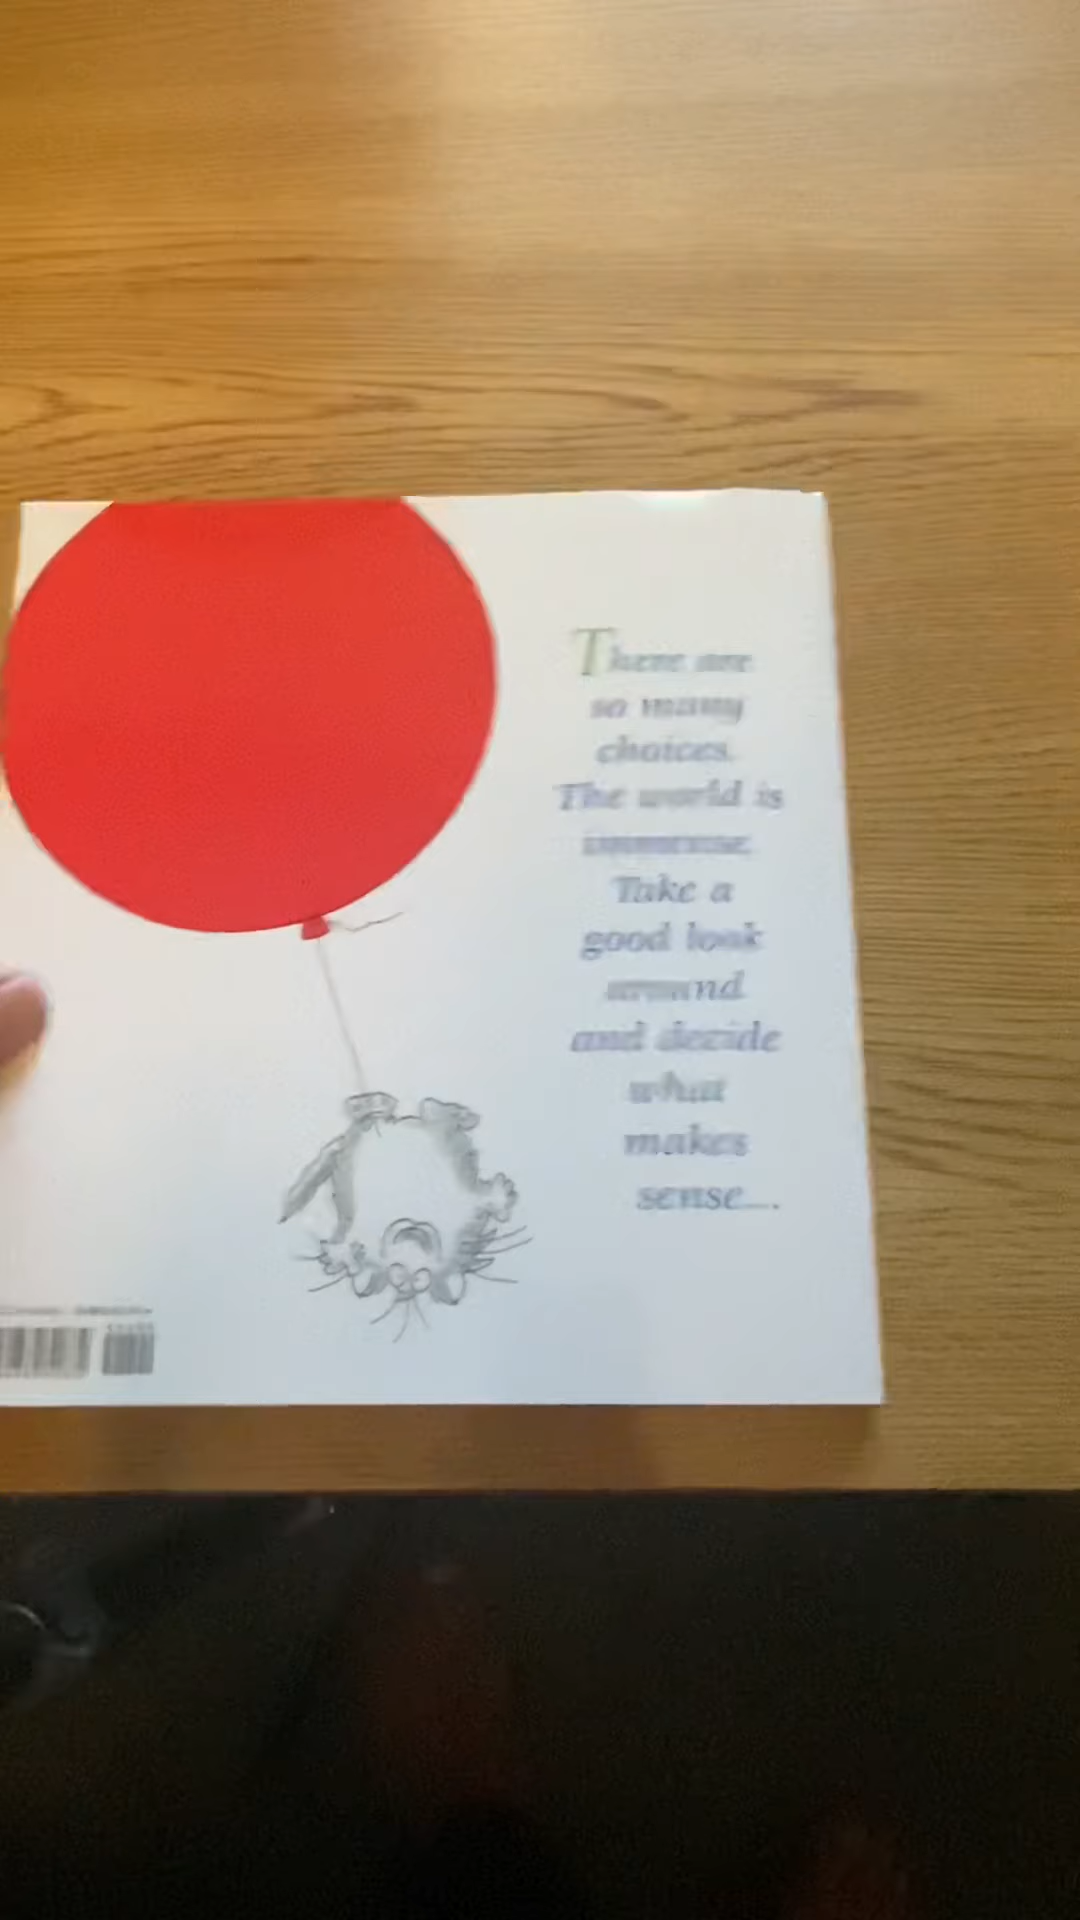 There are
so many
choices.
The world is
immense.
Take a
good look
around
and decide
what
makes
sense....